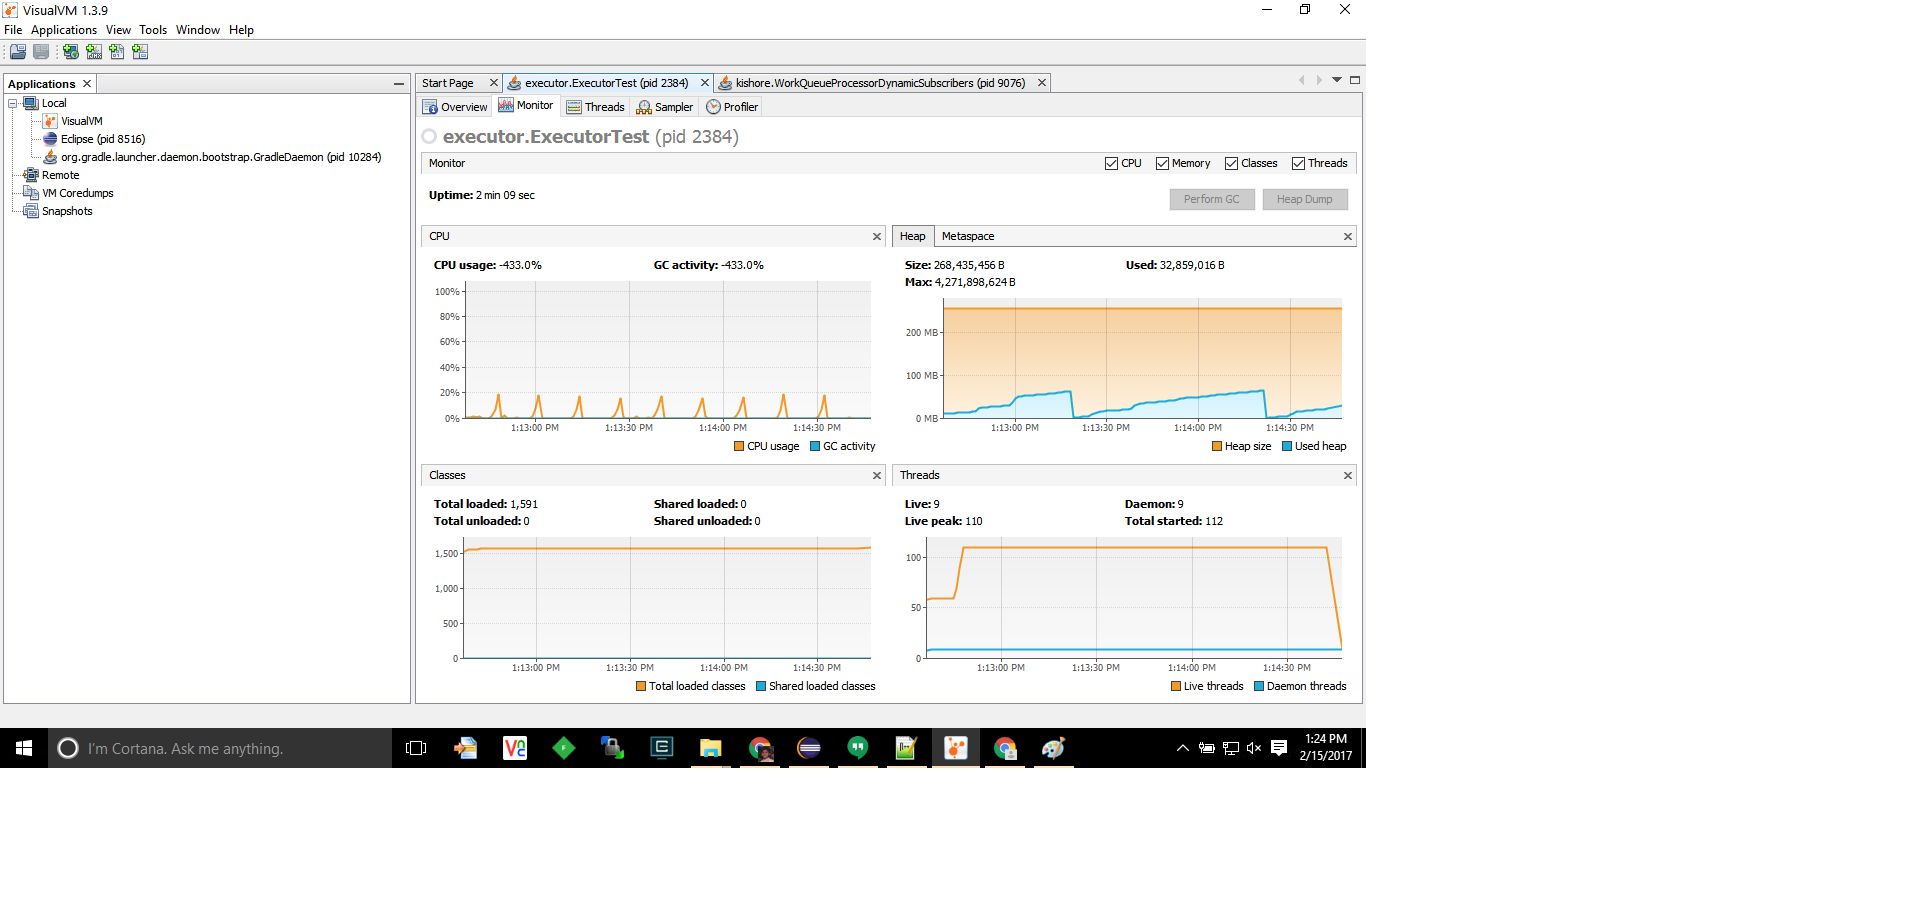 VisualVM 1.3.9
File Applications View Tools Window Help
Applications
Local
VisualVM
Eclipse (pid 8516)
org.gradle.launcher.daemon.bootstrap.GradleDaemon (pid 10284)
Remote
VM Coredumps
Snapshots
Start Page executor.ExecutorTest (pid 2384) kishore.WorkQueueProcessorDynamicSubscribers (pid 9076)
Overview Monitor Threads Sampler Profiler
executor.ExecutorTest (pid 2384)
Monitor CPU Memory Classes Threads
Uptime: 2 min 09 sec
Perform GC Heap Dump
CPU
CPU usage: -433.0% GC activity: -433.0%
100%
80%
60%
40%
20%
0%
1:13:00 PM 1:13:30 PM 1:14:00 PM 1:14:30 PM
CPU usage GC activity
Heap Metaspace
Size: 268,435,456 B Used: 32,859,016 B
Max: 4,271,898,624 B
200 MB
100 MB
0 MB
1:13:00 PM 1:13:30 PM 1:14:00 PM 1:14:30 PM
Heap size Used heap
Classes
Total loaded: 1,591 Shared loaded: 0
Total unloaded: 0 Shared unloaded: 0
1,500
1,000
500
0
1:13:00 PM 1:13:30 PM 1:14:00 PM 1:14:30 PM
Total loaded classes Shared loaded classes
Threads
Live: 9 Daemon: 9
Live peak: 110 Total started: 112
100
50
0
1:13:00 PM 1:13:30 PM 1:14:00 PM 1:14:30 PM
Live threads Daemon threads
I'm Cortana. Ask me anything.
1:24 PM
2/15/2017